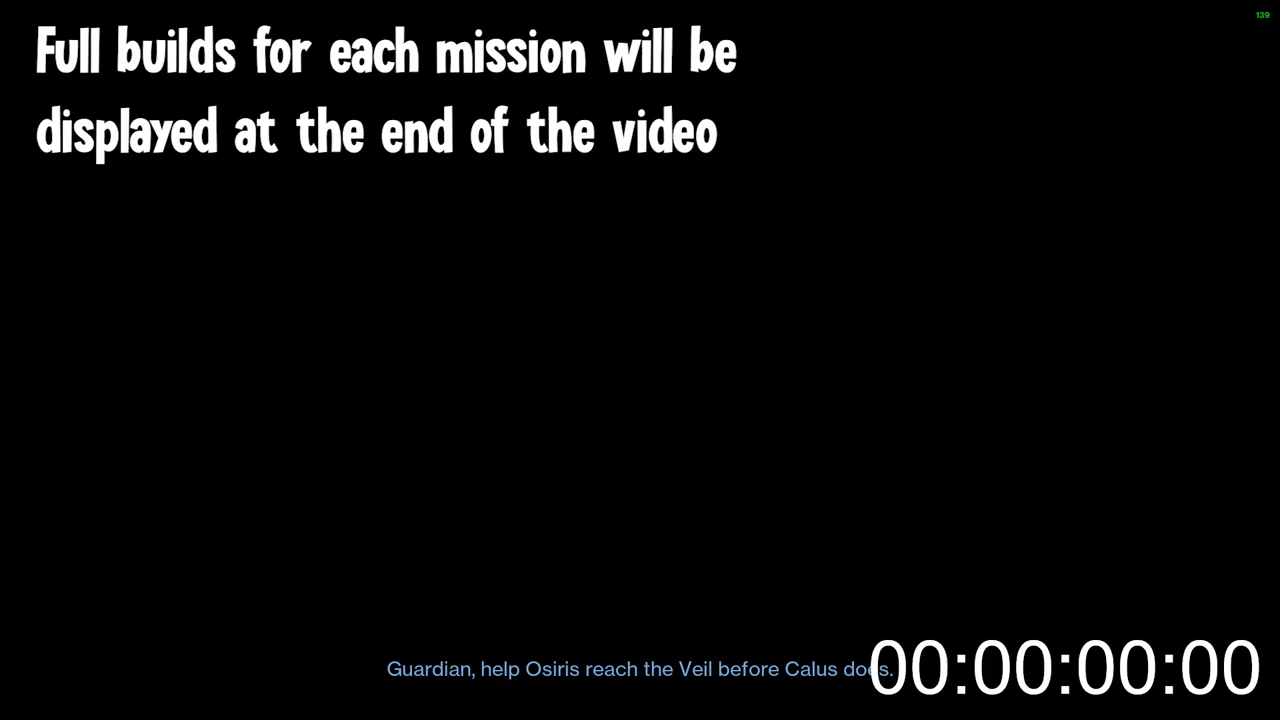 139
Full builds for each mission will be
displayed at the end of the video
Guardian, help Osiris reach the Veil before Calus does.
00:00:00:00